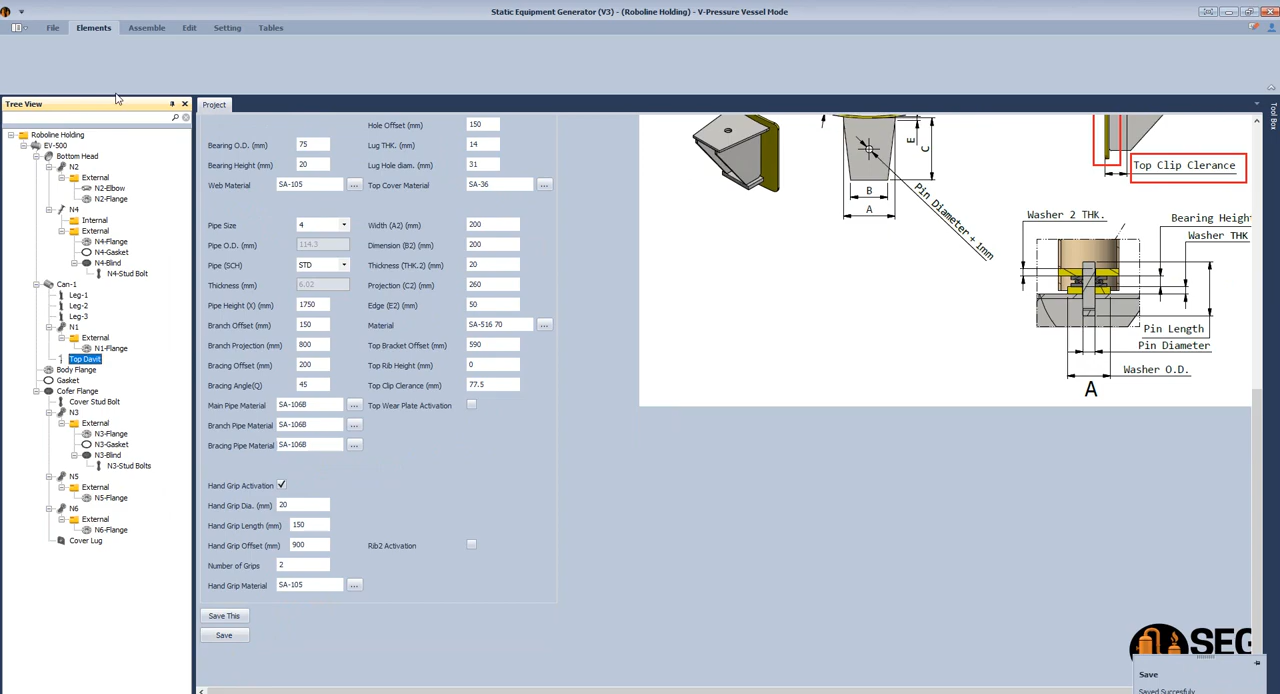 Static Equipment Generator (V3) - (Roboline Holding) - V-Pressure Vessel Mode
File Elements Assemble Edit Setting Tables
Tree View
Project
Tool Box
Roboline Holding
EV-500
Bottom Head
N2
External
N2-Elbow
N2-Flange
N4
Internal
External
N4-Flange
N4-Gasket
N4-Blind
N4-Stud Bolt
Can-1
Leg-1
Leg-2
Leg-3
N1
External
N1-Flange
Top Davit
Body Flange
Gasket
Cofer Flange
Cover Stud Bolt
N3
External
N3-Flange
N3-Gasket
N3-Blind
N3-Stud Bolts
N5
External
N5-Flange
N6
External
N6-Flange
Cover Lug
Hole Offset (mm) 150
Bearing O.D. (mm) 75 Lug THK. (mm) 14
Bearing Height (mm) 20 Lug Hole diam. (mm) 31
Web Material SA-105 ... Top Cover Material SA-36 ...
Pipe Size 4 Width (A2) (mm) 200
Pipe O.D. (mm) 114.3 Dimension (B2) (mm) 200
Pipe (SCH) STD Thickness (THK.2) (mm) 20
Thickness (mm) 6.02 Projection (C2) (mm) 260
Pipe Height (X) (mm) 1750 Edge (E2) (mm) 50
Branch Offset (mm) 150 Material SA-516 70 ...
Branch Projection (mm) 800 Top Bracket Offset (mm) 590
Bracing Offset (mm) 200 Top Rib Height (mm) 0
Bracing Angle(Q) 45 Top Clip Clerance (mm) 77.5
Main Pipe Material SA-106B ... Top Wear Plate Activation
Branch Pipe Material SA-106B ...
Bracing Pipe Material SA-106B ...
Hand Grip Activation
Hand Grip Dia. (mm) 20
Hand Grip Length (mm) 150
Hand Grip Offset (mm) 900 Rib2 Activation
Number of Grips 2
Hand Grip Material SA-105 ...
Save This
Save
E
C
B
A
Pin Diameter + 1mm
Top Clip Clerance
Washer 2 THK.
Bearing Height
Washer THK
Pin Length
Pin Diameter
Washer O.D.
A
SEG
Save
Saved Succesfuly